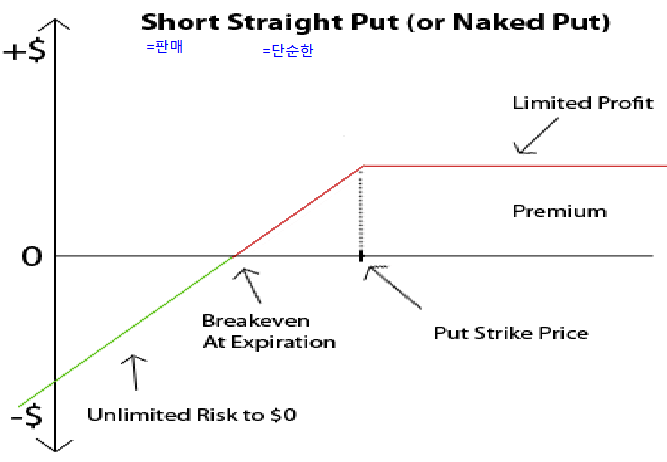 Short Straight Put (or Naked Put)
=판매
=단순한
+$
Limited Profit
Premium
0
Breakeven
At Expiration
Put Strike Price
-$
Unlimited Risk to $0